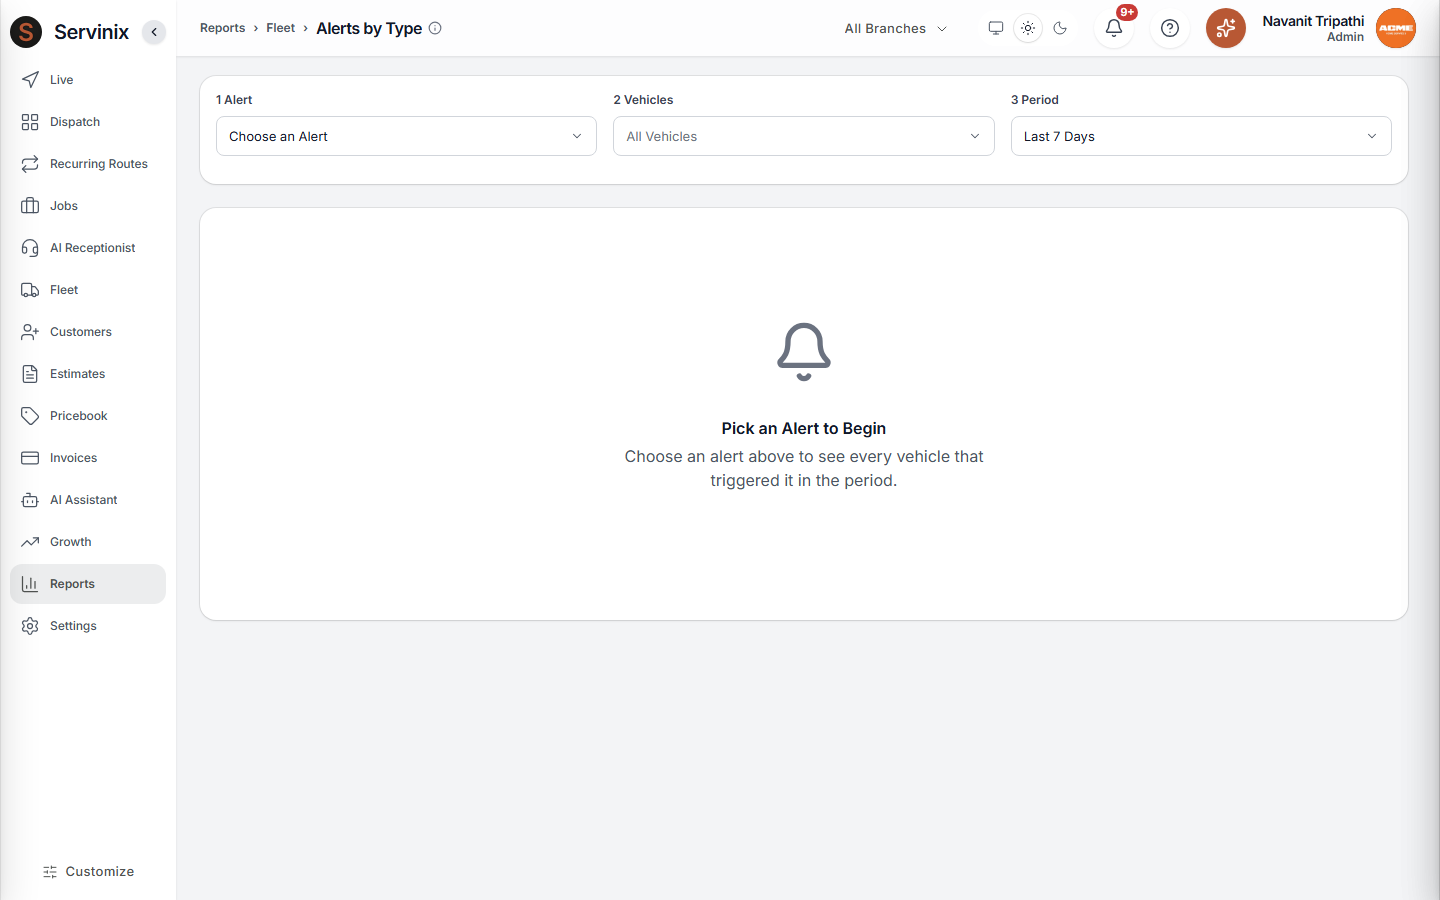 S Servinix
Live
Dispatch
Recurring Routes
Jobs
AI Receptionist
Fleet
Customers
Estimates
Pricebook
Invoices
AI Assistant
Growth
Reports
Settings
Customize
Reports › Fleet › Alerts by Type
All Branches
9+
Navanit Tripathi
Admin
ACME
1 Alert
Choose an Alert
2 Vehicles
All Vehicles
3 Period
Last 7 Days
Pick an Alert to Begin
Choose an alert above to see every vehicle that
triggered it in the period.